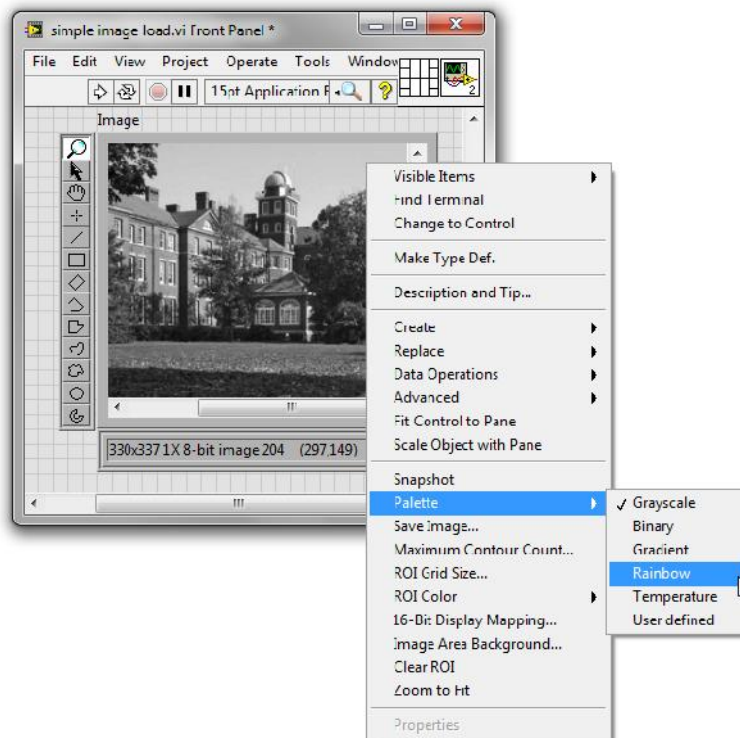 simple image load.vi Front Panel *
File Edit View Project Operate Tools Window
15pt Application F
2
Image
330x337 1X 8-bit image 204 (297,149)
Visible Items
Find Terminal
Change to Control
Make Type Def.
Description and Tip...
Create
Replace
Data Operations
Advanced
Fit Control to Pane
Scale Object with Pane
Snapshot
Palette
Save Image...
Maximum Contour Count...
ROI Grid Size...
ROI Color
16-Bit Display Mapping...
Image Area Background...
Clear ROI
Zoom to Fit
Properties
Grayscale
Binary
Gradient
Rainbow
Temperature
User defined